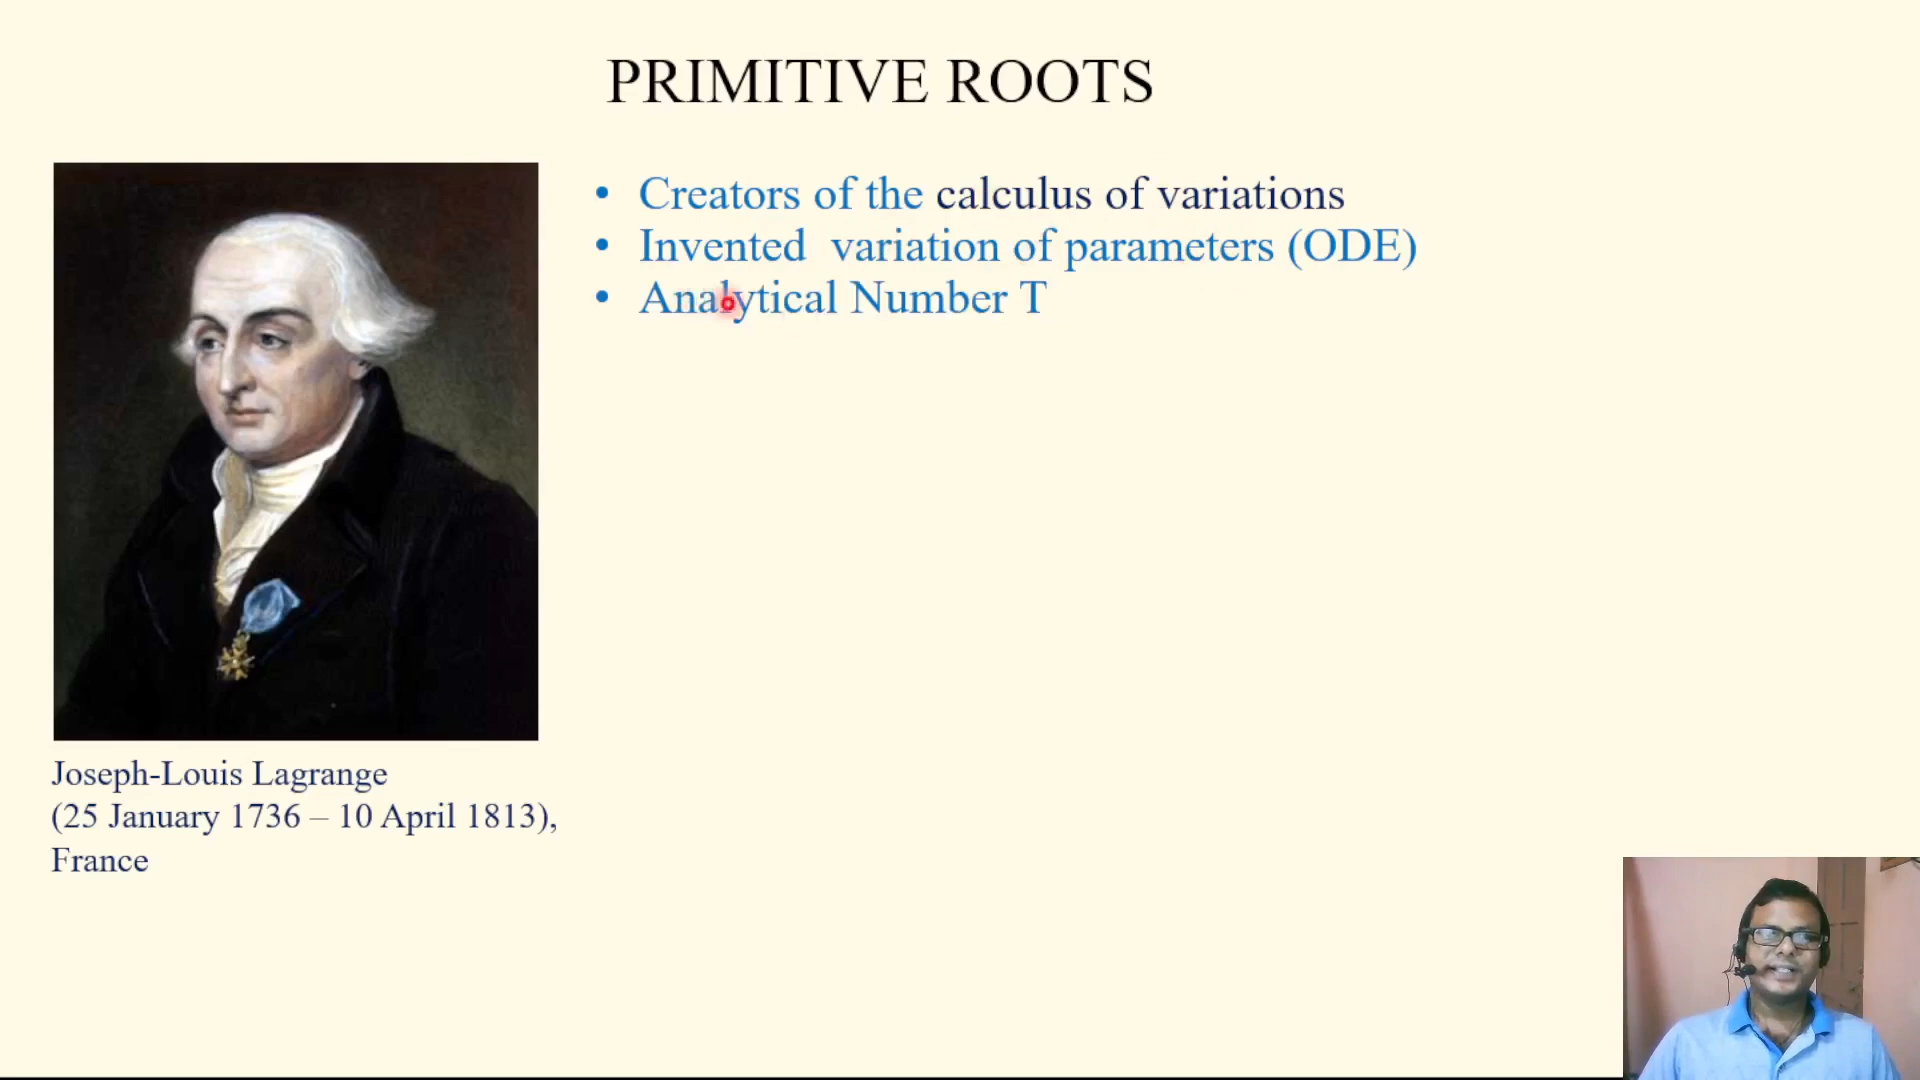 PRIMITIVE ROOTS
• Creators of the calculus of variations
• Invented variation of parameters (ODE)
• Analytical Number T
Joseph-Louis Lagrange
(25 January 1736 – 10 April 1813),
France